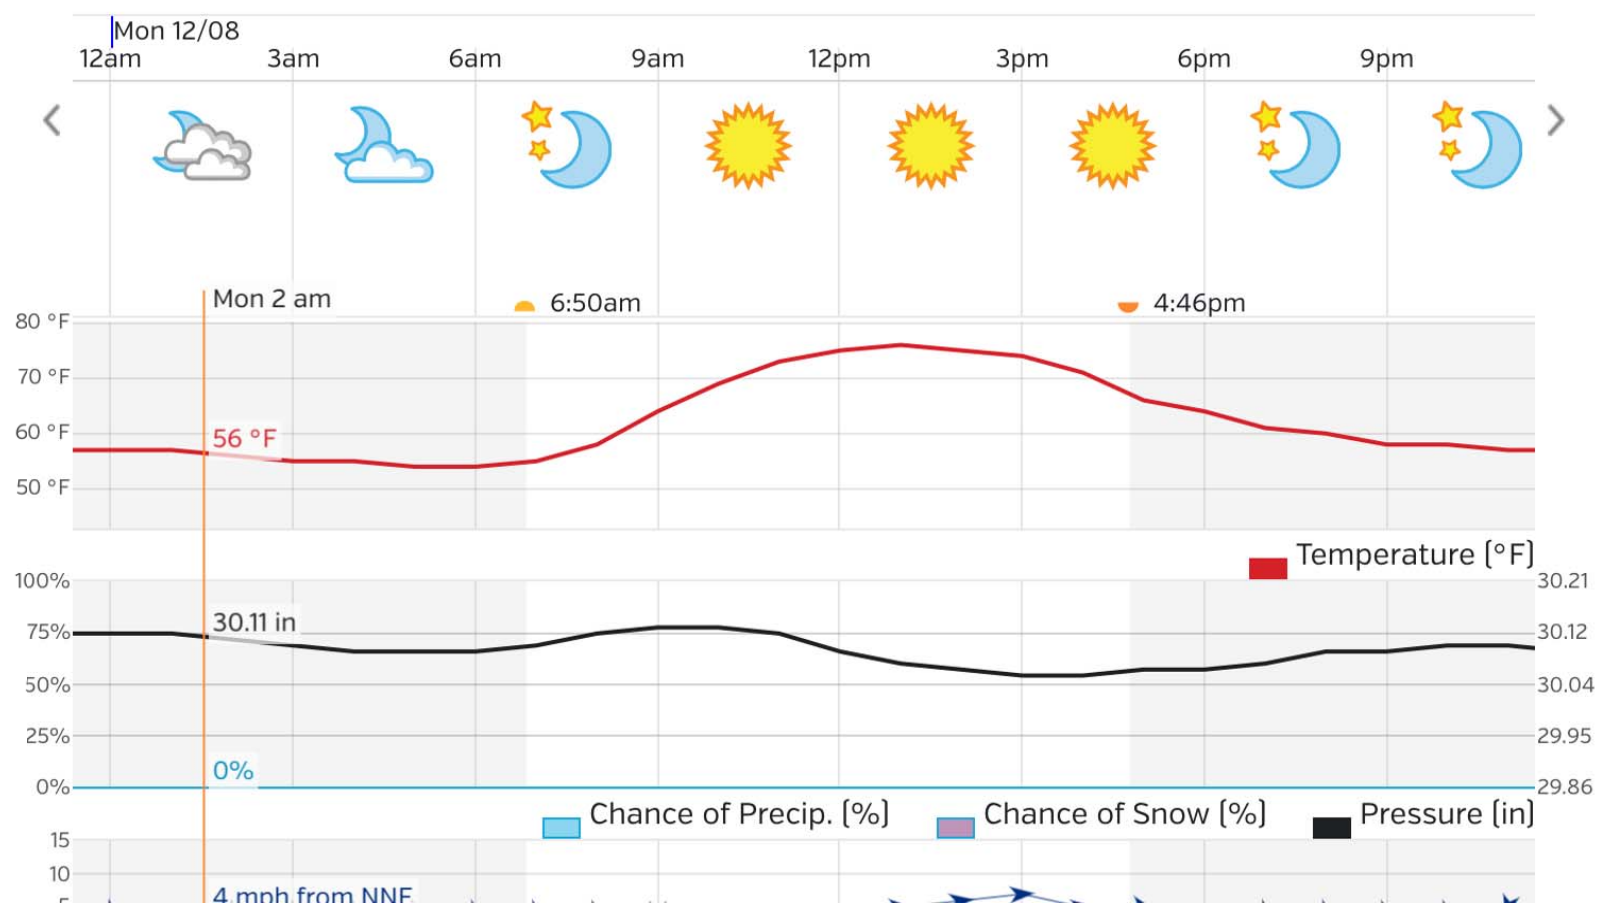 Mon 12/08
12am 3am 6am 9am 12pm 3pm 6pm 9pm
Mon 2 am 6:50am 4:46pm
80 °F
70 °F
60 °F
56 °F
50 °F
Temperature (°F)
100% 30.21
30.11 in
75% 30.12
50% 30.04
25% 29.95
0%
0% 29.86
Chance of Precip. (%) Chance of Snow (%) Pressure (in)
15
10
4 mph from NNE
5